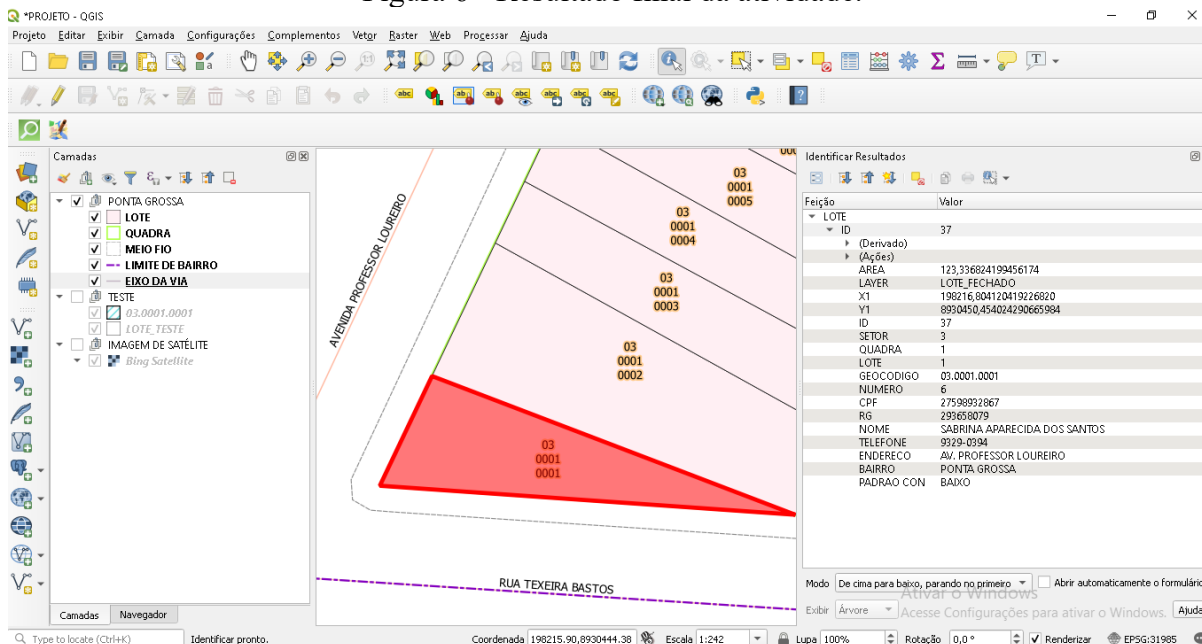 Figura 6 - Resultado final da atividade.
*PROJETO - QGIS
Projeto Editar Exibir Camada Configurações Complementos Vetor Raster Web Processar Ajuda
Camadas
PONTA GROSSA
LOTE
QUADRA
MEIO FIO
LIMITE DE BAIRRO
EIXO DA VIA
TESTE
03.0001.0001
LOTE_TESTE
IMAGEM DE SATÉLITE
Bing Satellite
Camadas Navegador
AVENIDA PROFESSOR LOUREIRO
03
0001
0005
03
0001
0004
03
0001
0003
03
0001
0002
03
0001
0001
RUA TEXEIRA BASTOS
Identificar Resultados
Feição Valor
LOTE
ID 37
(Derivado)
(Ações)
AREA 123,336824199456174
LAYER LOTE_FECHADO
X1 198216,804120419226820
Y1 8930450,454024290665984
ID 37
SETOR 3
QUADRA 1
LOTE 1
GEOCODIGO 03.0001.0001
NUMERO 6
CPF 27598932867
RG 293658079
NOME SABRINA APARECIDA DOS SANTOS
TELEFONE 9329-0394
ENDERECO AV. PROFESSOR LOUREIRO
BAIRRO PONTA GROSSA
PADRAO CON BAIXO
Modo De cima para baixo, parando no primeiro Abrir automaticamente o formulário
Ativar o Windows
Exibir Árvore Acesse Configurações para ativar o Windows. Ajuda
Type to locate (Ctrl+K) Identificar pronto. Coordenada 198215.90,8930444.38 Escala 1:242 Lupa 100% Rotação 0,0 ° Renderizar EPSG:31985